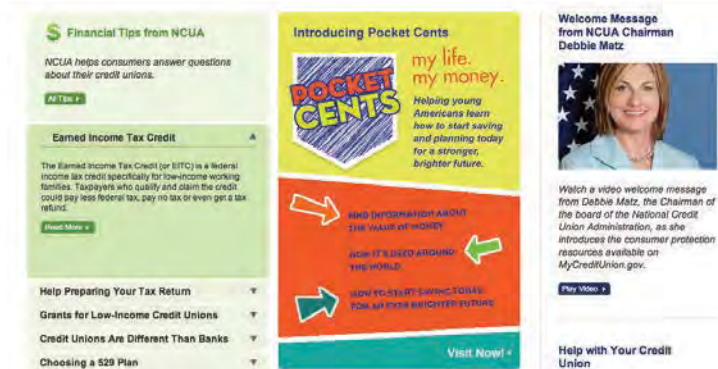 Financial Tips from NCUA
NCUA helps consumers answer questions
about their credit unions.
All Tips
Earned Income Tax Credit
The Earned Income Tax Credit (or EITC) is a federal
income tax credit specifically for low-income working
families. Taxpayers who qualify and claim the credit
could pay less federal tax, pay no tax or even get a tax
refund.
Read More
Help Preparing Your Tax Return
Grants for Low-Income Credit Unions
Credit Unions Are Different Than Banks
Choosing a 529 Plan
Introducing Pocket Cents
POCKET
CENTS
my life.
my money.
Helping young
Americans learn
how to start saving
and planning today
for a stronger,
brighter future.
FIND INFORMATION ABOUT
THE VALUE OF MONEY
HOW IT'S USED AROUND
THE WORLD
HOW TO START SAVING TODAY
FOR AN EVEN BRIGHTER FUTURE
Visit Now!
Welcome Message
from NCUA Chairman
Debbie Matz
Watch a video welcome message
from Debbie Matz, the Chairman of
the board of the National Credit
Union Administration, as she
introduces the consumer protection
resources available on
MyCreditUnion.gov.
Play Video
Help with Your Credit
Union